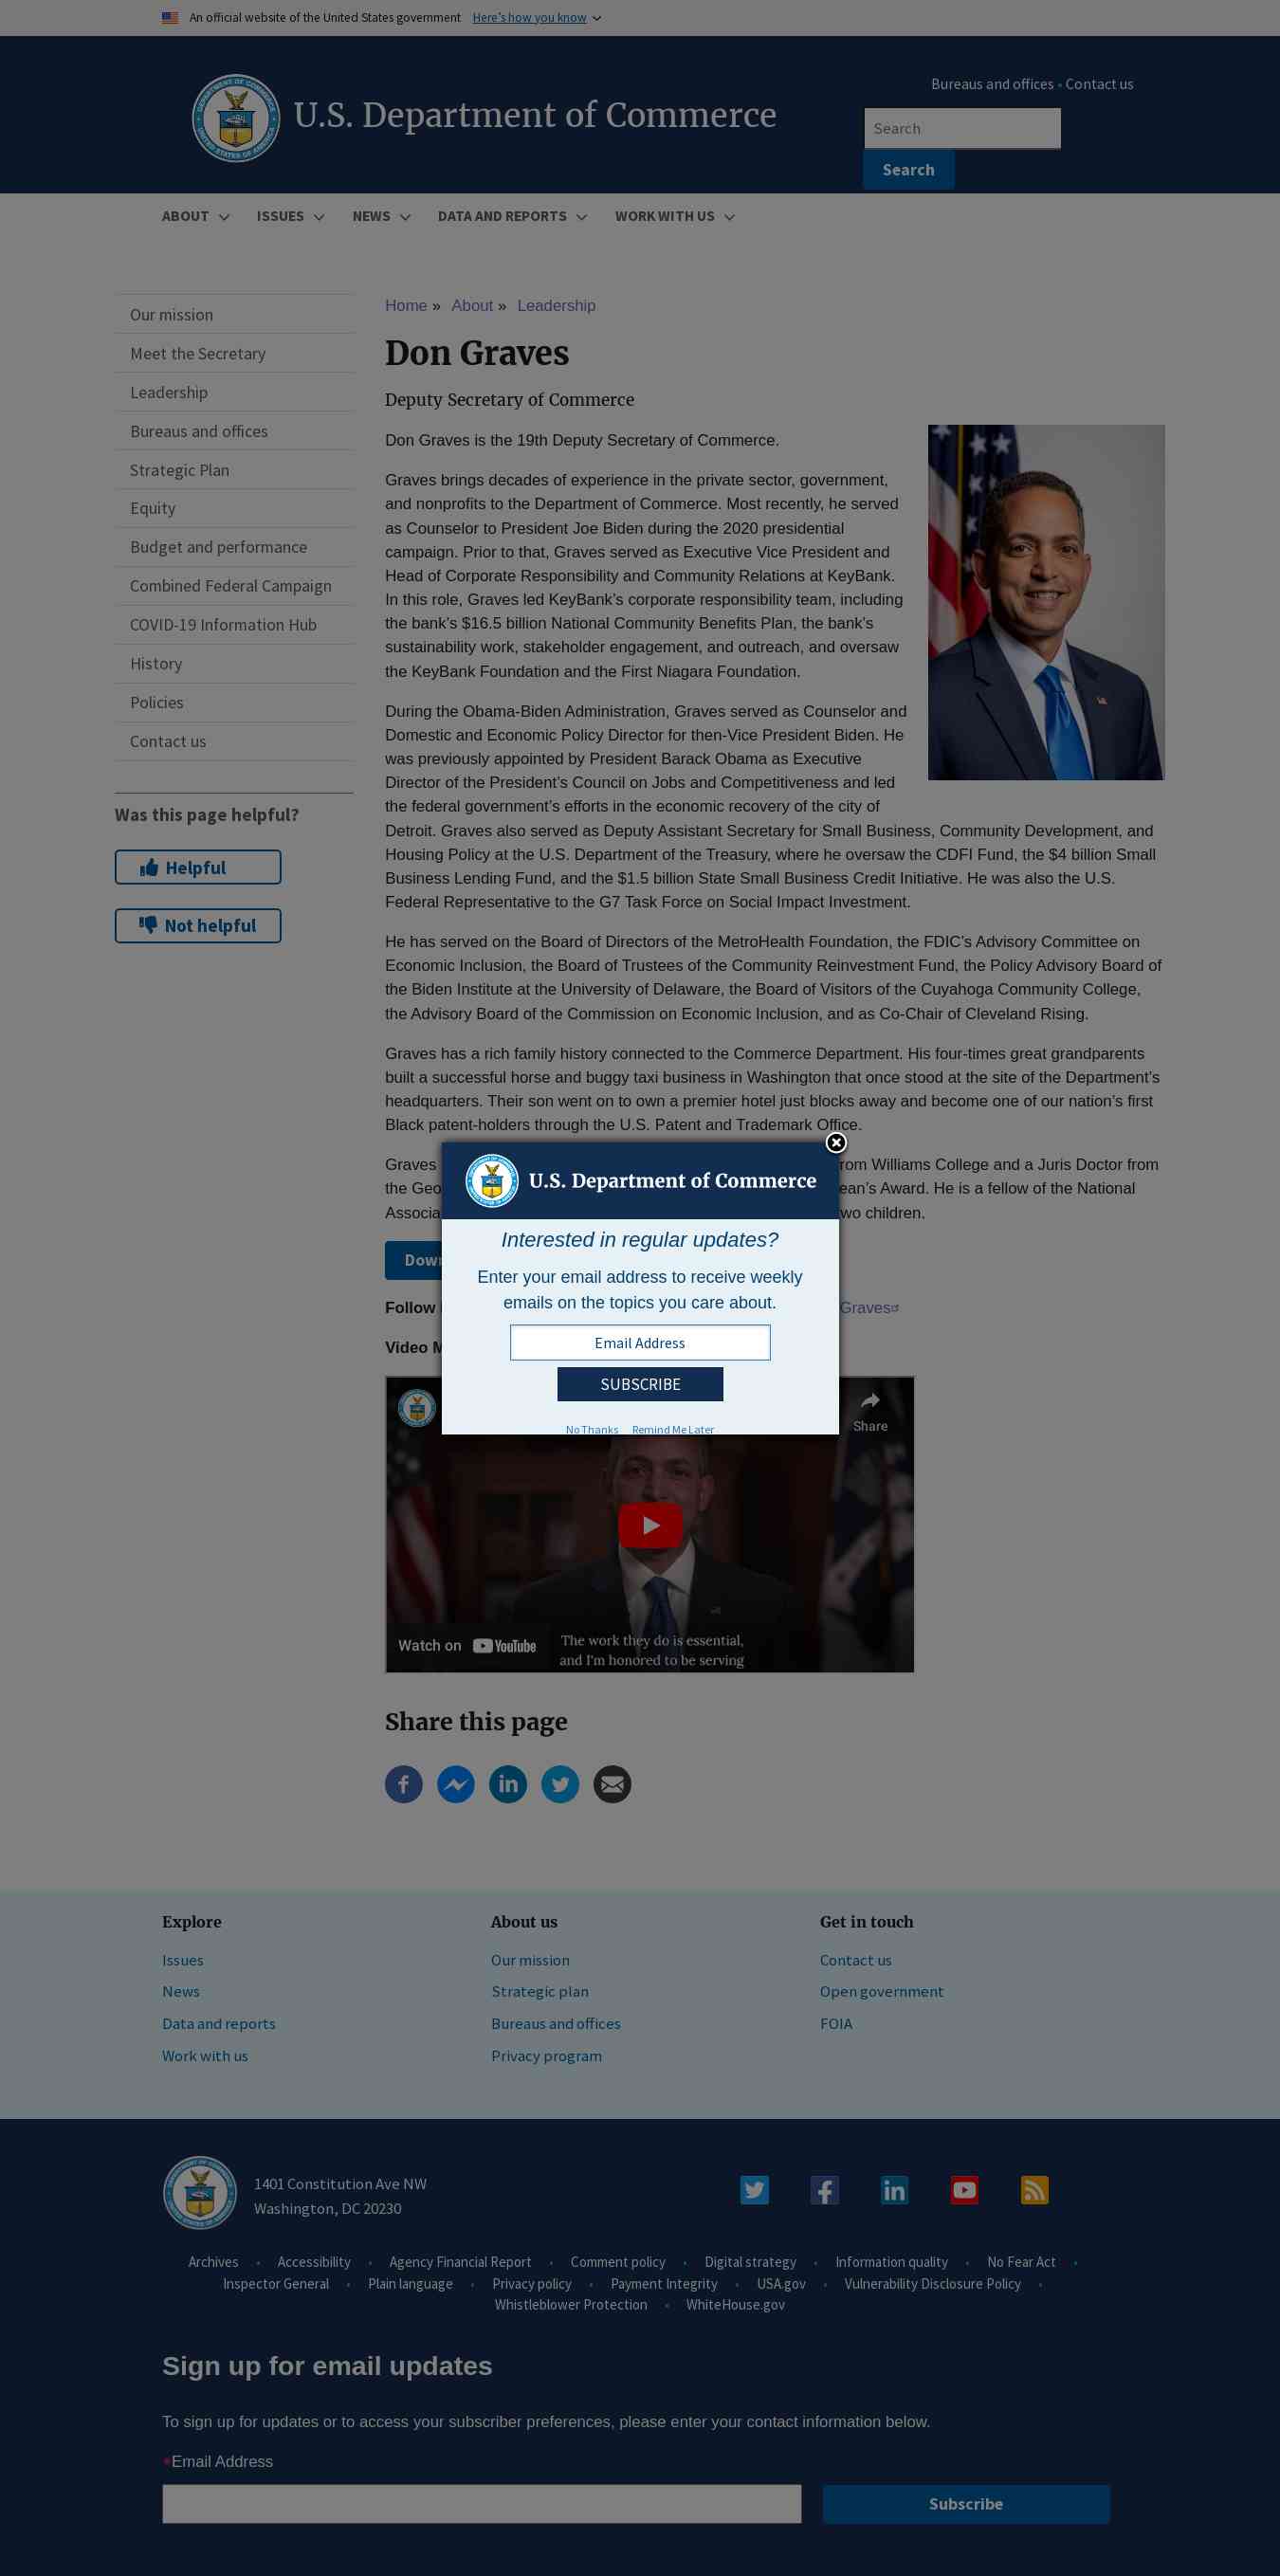 An official website of the United States government Here's how you know
U.S. Department of Commerce
Bureaus and offices • Contact us
Search
Search
ABOUT ISSUES NEWS DATA AND REPORTS WORK WITH US
Our mission
Meet the Secretary
Leadership
Bureaus and offices
Strategic Plan
Equity
Budget and performance
Combined Federal Campaign
COVID-19 Information Hub
History
Policies
Contact us
Was this page helpful?
Helpful
Not helpful
Home » About » Leadership
Don Graves
Deputy Secretary of Commerce
Don Graves is the 19th Deputy Secretary of Commerce.
Graves brings decades of experience in the private sector, government,
and nonprofits to the Department of Commerce. Most recently, he served
as Counselor to President Joe Biden during the 2020 presidential
campaign. Prior to that, Graves served as Executive Vice President and
Head of Corporate Responsibility and Community Relations at KeyBank.
In this role, Graves led KeyBank's corporate responsibility team, including
the bank's $16.5 billion National Community Benefits Plan, the bank's
sustainability work, stakeholder engagement, and outreach, and oversaw
the KeyBank Foundation and the First Niagara Foundation.
During the Obama-Biden Administration, Graves served as Counselor and
Domestic and Economic Policy Director for then-Vice President Biden. He
was previously appointed by President Barack Obama as Executive
Director of the President's Council on Jobs and Competitiveness and led
the federal government's efforts in the economic recovery of the city of
Detroit. Graves also served as Deputy Assistant Secretary for Small Business, Community Development, and
Housing Policy at the U.S. Department of the Treasury, where he oversaw the CDFI Fund, the $4 billion Small
Business Lending Fund, and the $1.5 billion State Small Business Credit Initiative. He was also the U.S.
Federal Representative to the G7 Task Force on Social Impact Investment.
He has served on the Board of Directors of the MetroHealth Foundation, the FDIC's Advisory Committee on
Economic Inclusion, the Board of Trustees of the Community Reinvestment Fund, the Policy Advisory Board of
the Biden Institute at the University of Delaware, the Board of Visitors of the Cuyahoga Community College,
the Advisory Board of the Commission on Economic Inclusion, and as Co-Chair of Cleveland Rising.
Graves has a rich family history connected to the Commerce Department. His four-times great grandparents
built a successful horse and buggy taxi business in Washington that once stood at the site of the Department's
headquarters. Their son went on to own a premier hotel just blocks away and become one of our nation's first
Black patent-holders through the U.S. Patent and Trademark Office.
Graves rom Williams College and a Juris Doctor from
the Geo ean's Award. He is a fellow of the National
Associa wo children.
Down
Follow Graves
Video M
U.S. Department of Commerce
Interested in regular updates?
Enter your email address to receive weekly
emails on the topics you care about.
Email Address
SUBSCRIBE
No Thanks Remind Me Later
Share
Watch on YouTube
The work they do is essential,
and I'm honored to be serving
Share this page
Explore
Issues
News
Data and reports
Work with us
About us
Our mission
Strategic plan
Bureaus and offices
Privacy program
Get in touch
Contact us
Open government
FOIA
1401 Constitution Ave NW
Washington, DC 20230
Archives • Accessibility • Agency Financial Report • Comment policy • Digital strategy • Information quality • No Fear Act •
Inspector General • Plain language • Privacy policy • Payment Integrity • USA.gov • Vulnerability Disclosure Policy •
Whistleblower Protection • WhiteHouse.gov
Sign up for email updates
To sign up for updates or to access your subscriber preferences, please enter your contact information below.
*Email Address
Subscribe